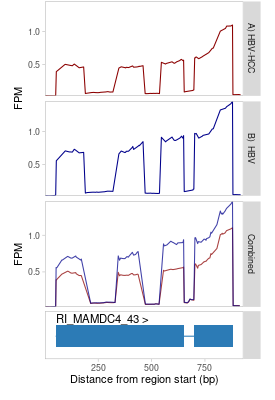 A) HBV-HCC
1.0
0.5
FPM
B) HBV
1.0
0.5
Combined
1.0
0.5
FPM
RI_MAMDC4_43 >
250
500
750
Distance from region start (bp)